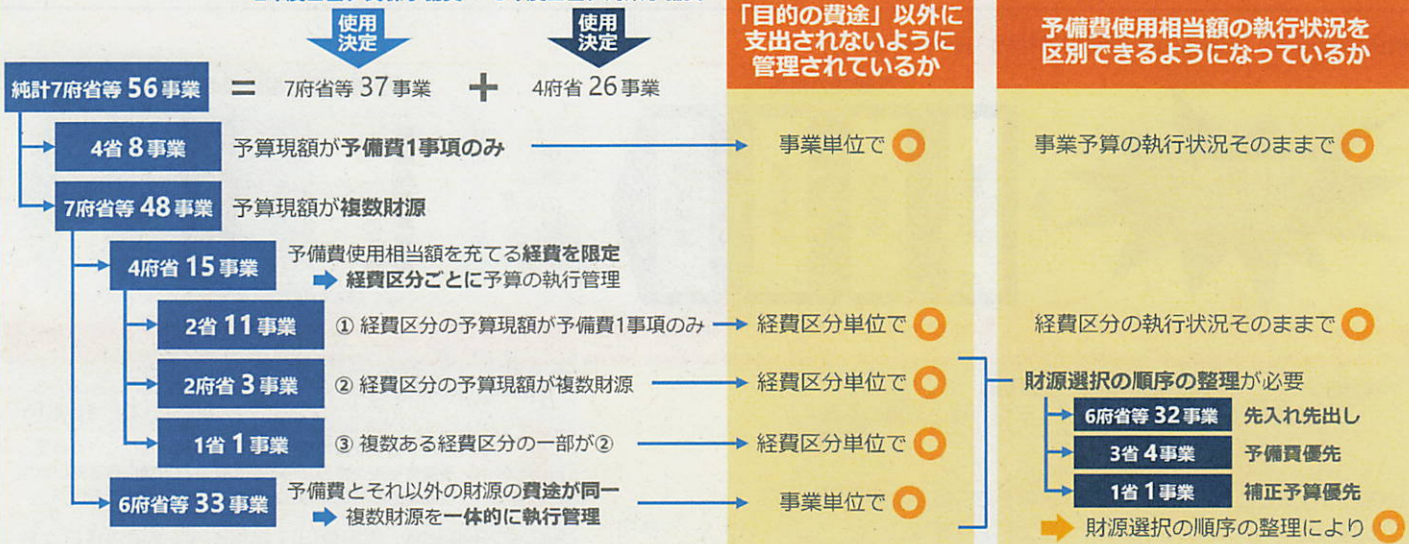 使用
決定
使用
決定
「目的の費途」以外に
支出されないように
管理されているか
予備費使用相当額の執行状況を
区別できるようになっているか
純計7府省等 56 事業
=
7府省等 37 事業
+
4府省 26 事業
4省 8 事業
予算現額が予備費1事項のみ
事業単位で
事業予算の執行状況そのままで
7府省等 48 事業
予算現額が複数財源
4府省 15 事業
予備費使用相当額を充てる経費を限定
経費区分ごとに予算の執行管理
2省 11 事業
① 経費区分の予算現額が予備費1事項のみ
経費区分単位で
経費区分の執行状況そのままで
2府省 3 事業
② 経費区分の予算現額が複数財源
経費区分単位で
財源選択の順序の整理が必要
6府省等 32 事業 先入れ先出し
1省 1 事業
③ 複数ある経費区分の一部が②
経費区分単位で
3省 4事業 予備費優先
6府省等 33 事業
予備費とそれ以外の財源の費途が同一
複数財源を一体的に執行管理
事業単位で
1省 1事業 補正予算優先
財源選択の順序の整理により